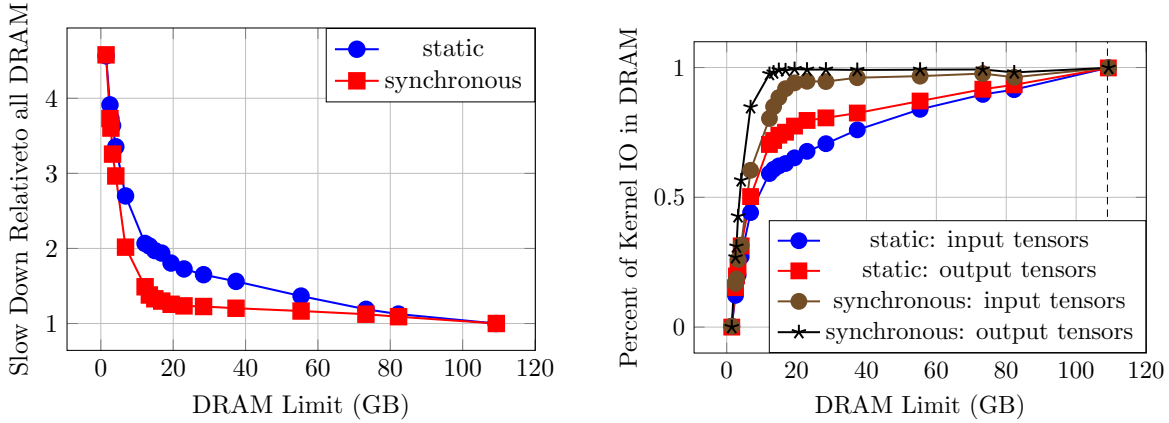 Slow Down Relativeto all DRAM
4
3
2
1
0
20
40
60
80
100
120
DRAM Limit (GB)
static
synchronous
Percent of Kernel IO in DRAM
1
0.5
0
0
20
40
60
80
100
120
DRAM Limit (GB)
static: input tensors
static: output tensors
synchronous: input tensors
synchronous: output tensors